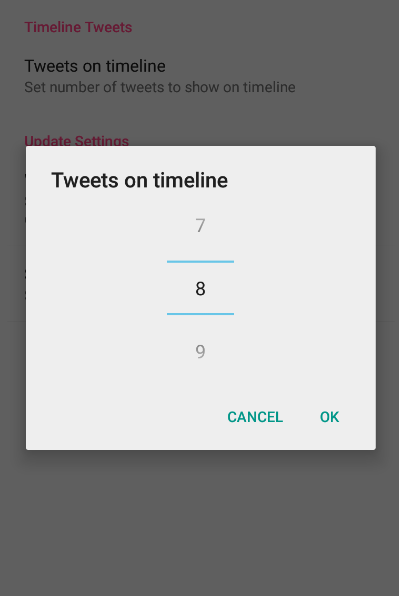 Timeline Tweets
Tweets on timeline
Set number of tweets to show on timeline
Update Settings
Tweets on timeline
7
8
9
CANCEL
OK